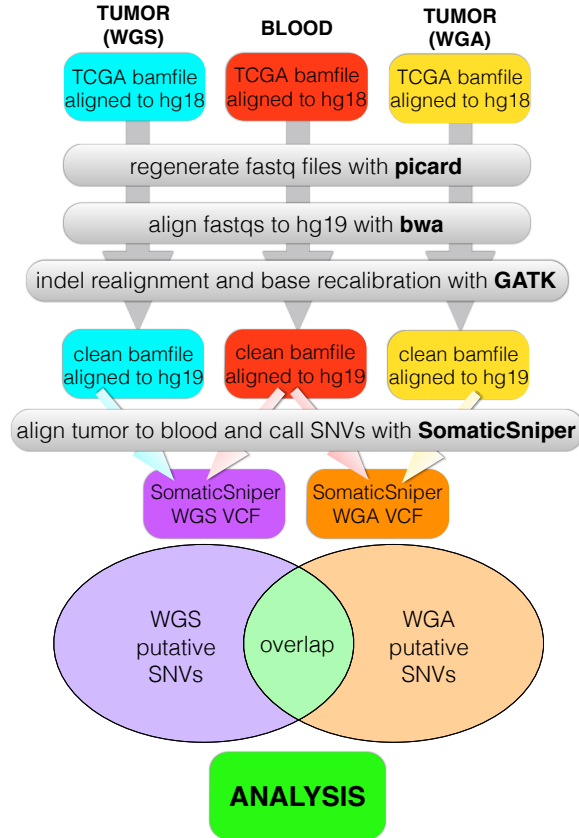 TUMOR
(WGS)
BLOOD
TUMOR
(WGA)
TCGA bamfile
aligned to hg18
TCGA bamfile
aligned to hg18
TCGA bamfile
aligned to hg18
regenerate fastq files with picard
align fastqs to hg19 with bwa
indel realignment and base recalibration with GATK
clean bamfile
aligned to hg19
clean bamfile
aligned to hg19
clean bamfile
aligned to hg19
align tumor to blood and call SNVs with SomaticSniper
SomaticSniper
WGS VCF
SomaticSniper
WGA VCF
WGS
putative
SNVs
overlap
WGA
putative
SNVs
ANALYSIS